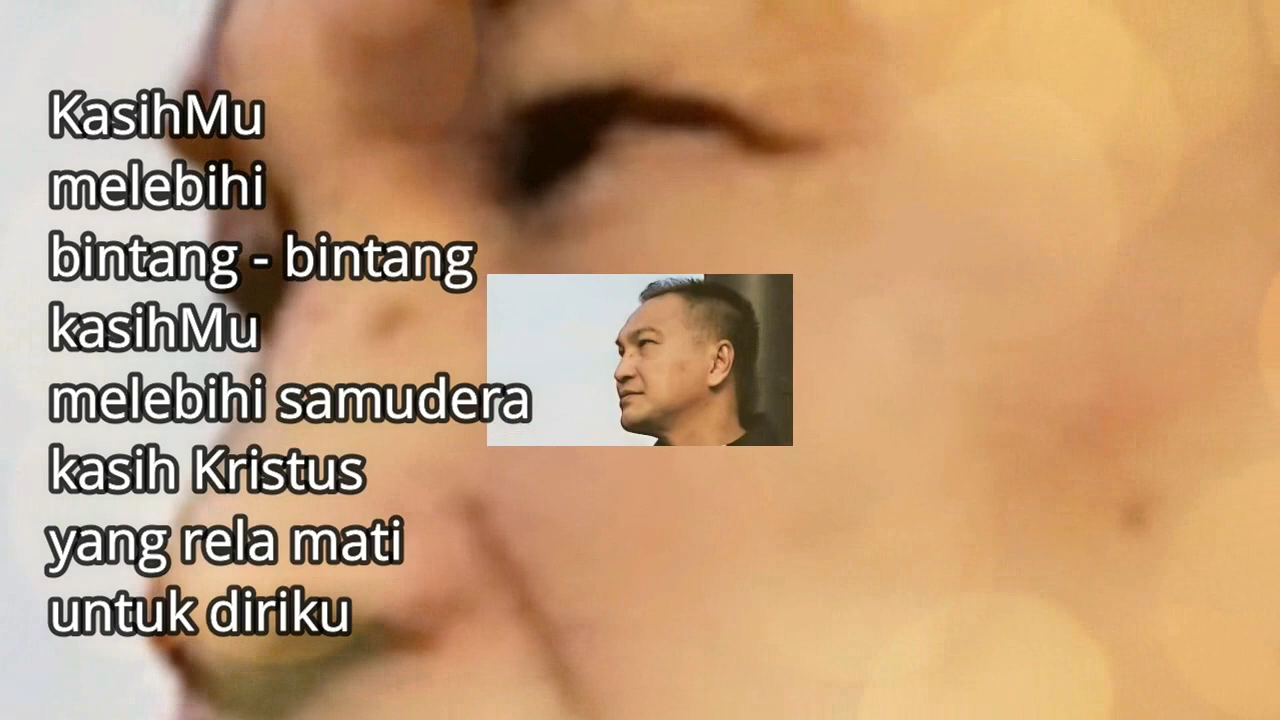 KasihMu
melebihi
bintang - bintang
kasihMu
melebihi samudera
kasih Kristus
yang rela mati
untuk diriku